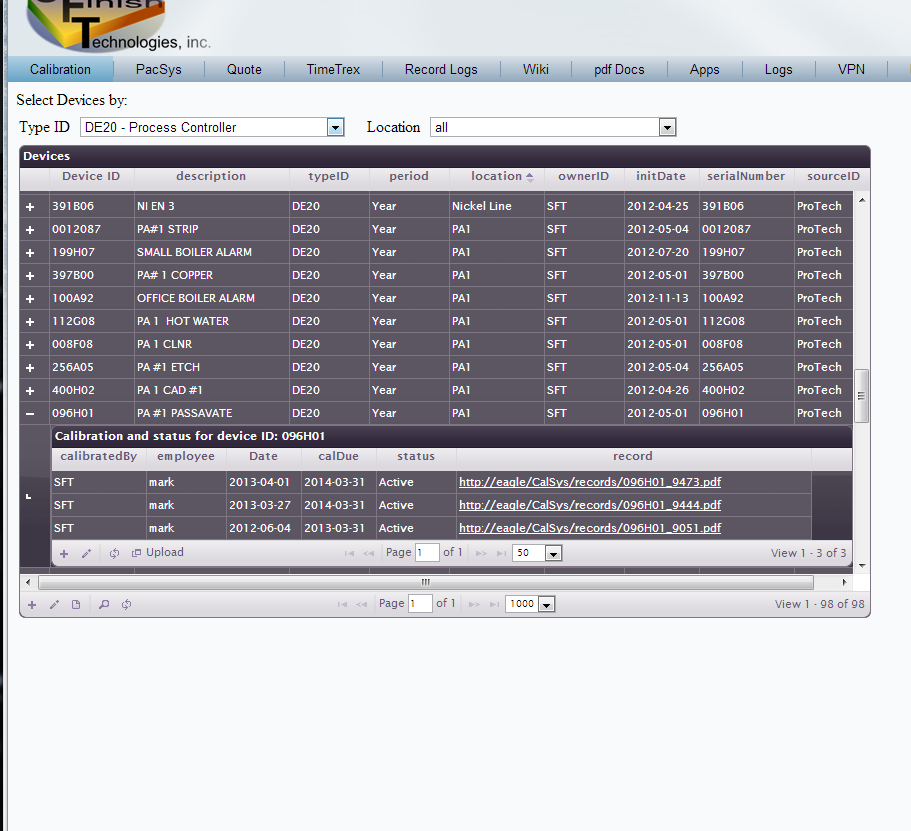 Finish
Technologies, inc.
Calibration PacSys Quote TimeTrex Record Logs Wiki pdf Docs Apps Logs VPN
Select Devices by:
Type ID DE20 - Process Controller Location all
Devices
Device ID description typeID period location ownerID initDate serialNumber sourceID
391B06 NI EN 3 DE20 Year Nickel Line SFT 2012-04-25 391B06 ProTech
0012087 PA#1 STRIP DE20 Year PA1 SFT 2012-05-04 0012087 ProTech
199H07 SMALL BOILER ALARM DE20 Year PA1 SFT 2012-07-20 199H07 ProTech
397B00 PA# 1 COPPER DE20 Year PA1 SFT 2012-05-01 397B00 ProTech
100A92 OFFICE BOILER ALARM DE20 Year PA1 SFT 2012-11-13 100A92 ProTech
112G08 PA 1 HOT WATER DE20 Year PA1 SFT 2012-05-01 112G08 ProTech
008F08 PA 1 CLNR DE20 Year PA1 SFT 2012-05-01 008F08 ProTech
256A05 PA #1 ETCH DE20 Year PA1 SFT 2012-05-04 256A05 ProTech
400H02 PA 1 CAD #1 DE20 Year PA1 SFT 2012-04-26 400H02 ProTech
096H01 PA #1 PASSAVATE DE20 Year PA1 SFT 2012-05-01 096H01 ProTech
Calibration and status for device ID: 096H01
calibratedBy employee Date calDue status record
SFT mark 2013-04-01 2014-03-31 Active http://eagle/CalSys/records/096H01_9473.pdf
SFT mark 2013-03-27 2014-03-31 Active http://eagle/CalSys/records/096H01_9444.pdf
SFT mark 2012-06-04 2013-03-31 Active http://eagle/CalSys/records/096H01_9051.pdf
Upload Page 1 of 1 50 View 1 - 3 of 3
Page 1 of 1 1000 View 1 - 98 of 98